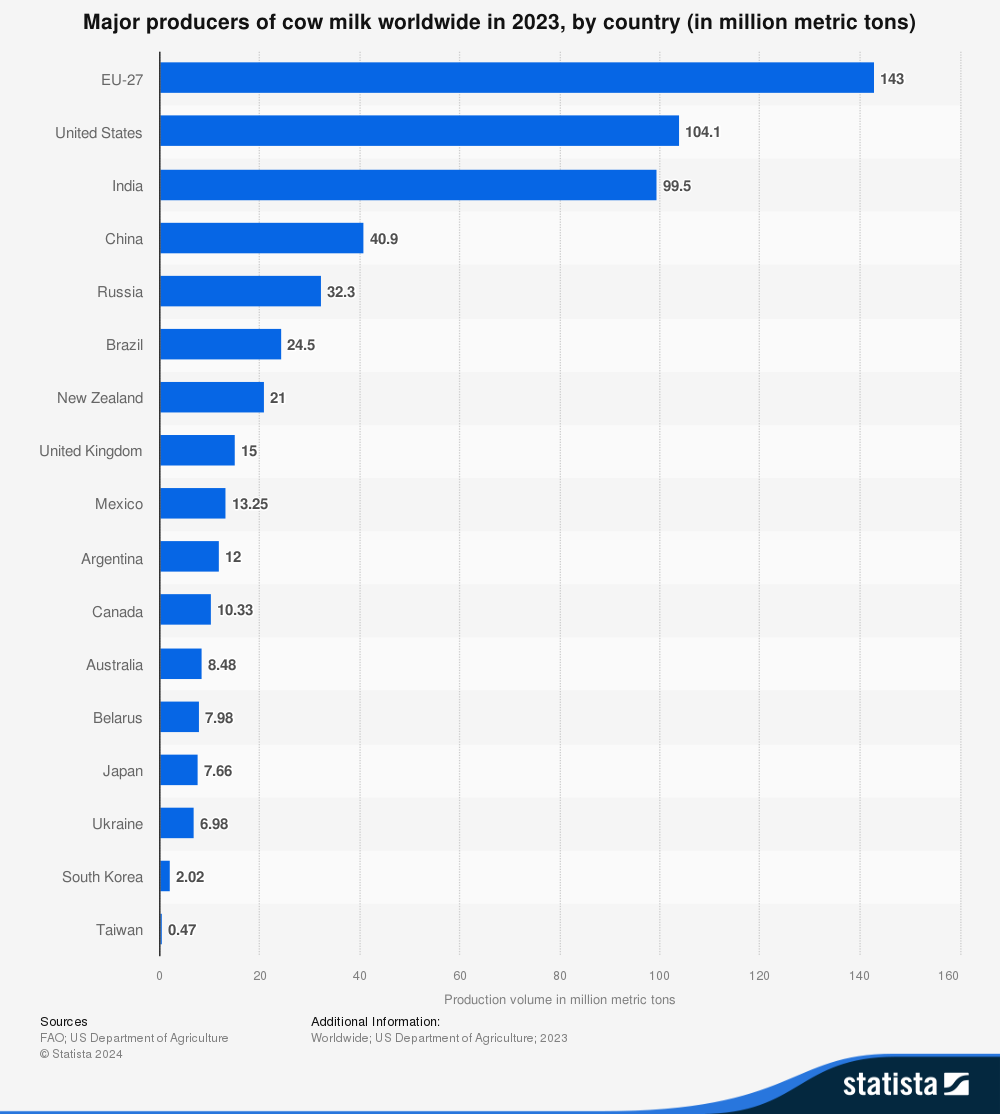 Major producers of cow milk worldwide in 2023, by country (in million metric tons)
EU-27 143
United States 104.1
India 99.5
China 40.9
Russia 32.3
Brazil 24.5
New Zealand 21
United Kingdom 15
Mexico 13.25
Argentina 12
Canada 10.33
Australia 8.48
Belarus 7.98
Japan 7.66
Ukraine 6.98
South Korea 2.02
Taiwan 0.47
0 20 40 60 80 100 120 140 160
Production volume in million metric tons
Sources
FAO; US Department of Agriculture
© Statista 2024
Additional Information:
Worldwide; US Department of Agriculture; 2023
statista